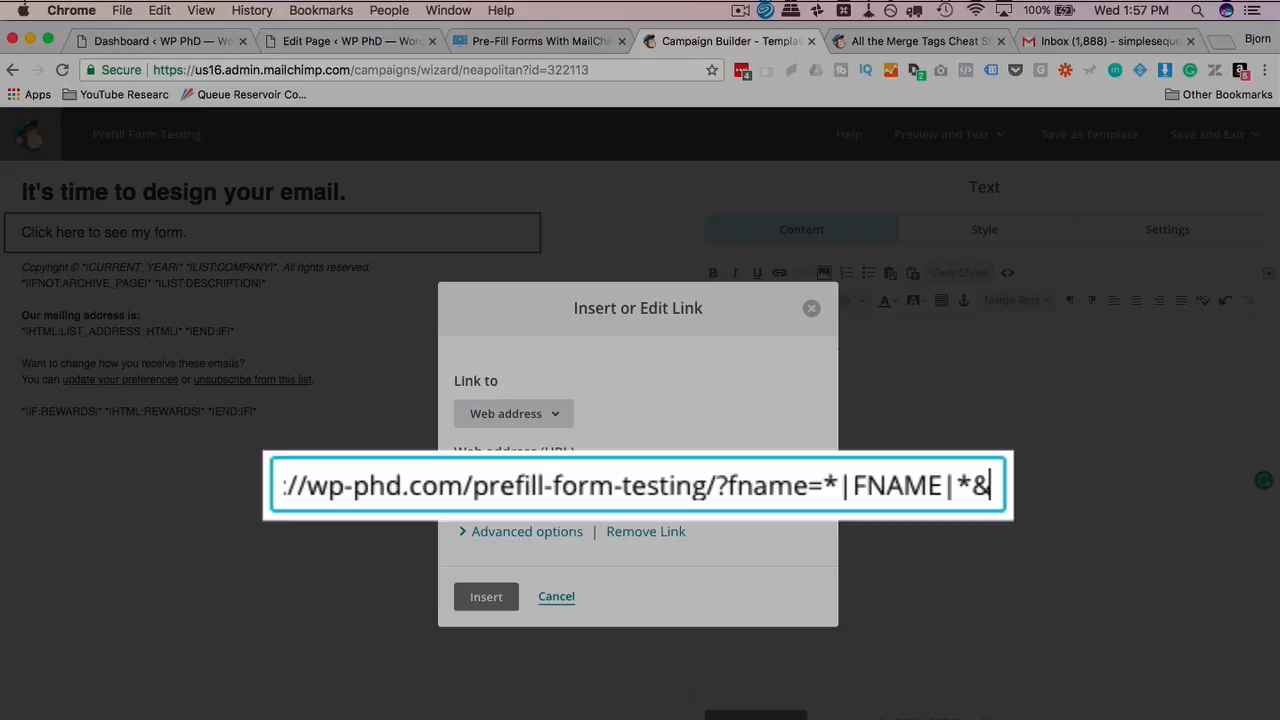 Chrome File Edit View History Bookmarks People Window Help 100% Wed 1:57 PM
Dashboard ‹ WP PhD — Wor
Edit Page ‹ WP PhD — Wor
Pre-Fill Forms With MailChi
Campaign Builder - Templa
All the Merge Tags Cheat S
Inbox (1,888) - simpleseque
Bjorn
Secure https://us16.admin.mailchimp.com/campaigns/wizard/neapolitan?id=322113
Apps YouTube Researc Queue Reservoir Co... Other Bookmarks
Prefill Form Testing Help Preview and Test Save as Template Save and Exit
It's time to design your email.
Click here to see my form.
Copyright © *|CURRENT_YEAR|* *|LIST:COMPANY|*, All rights reserved.
*|IFNOT:ARCHIVE_PAGE|* *|LIST:DESCRIPTION|*
Our mailing address is:
*|HTML:LIST_ADDRESS_HTML|* *|END:IF|*
Want to change how you receive these emails?
You can update your preferences or unsubscribe from this list.
*|IF:REWARDS|* *|HTML:REWARDS|* *|END:IF|*
Text
Content Style Settings
B I U Clear Styles <>
A A Merge Tags
Insert or Edit Link
Link to
Web address
Web address (URL)
://wp-phd.com/prefill-form-testing/?fname=*|FNAME|*&
Advanced options | Remove Link
Insert Cancel